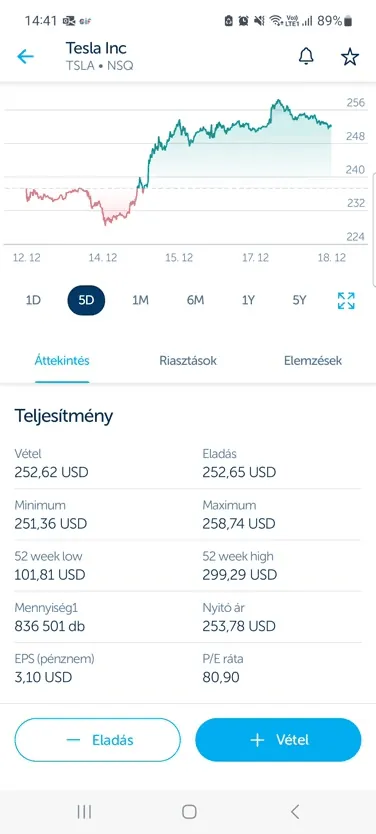 14:41 GIF Vo) LTE1 89%
Tesla Inc
TSLA • NSQ
256
248
240
232
224
12. 12 14. 12 15. 12 17. 12 18. 12
1D 5D 1M 6M 1Y 5Y
Áttekintés Riasztások Elemzések
Teljesítmény
Vétel Eladás
252,62 USD 252,65 USD
Minimum Maximum
251,36 USD 258,74 USD
52 week low 52 week high
101,81 USD 299,29 USD
Mennyiség1 Nyitó ár
836 501 db 253,78 USD
EPS (pénznem) P/E ráta
3,10 USD 80,90
— Eladás + Vétel